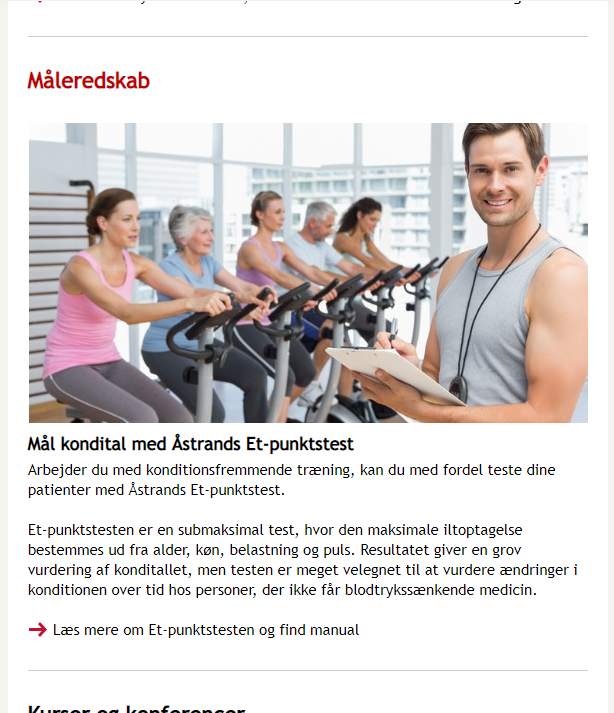 Måleredskab
Mål kondital med Åstrands Et-punktstest
Arbejder du med konditionsfremmende træning, kan du med fordel teste dine
patienter med Åstrands Et-punktstest.
Et-punktstesten er en submaksimal test, hvor den maksimale iltoptagelse
bestemmes ud fra alder, køn, belastning og puls. Resultatet giver en grov
vurdering af konditallet, men testen er meget velegnet til at vurdere ændringer i
konditionen over tid hos personer, der ikke får blodtrykssænkende medicin.
Læs mere om Et-punktstesten og find manual
Kurser og konferencer